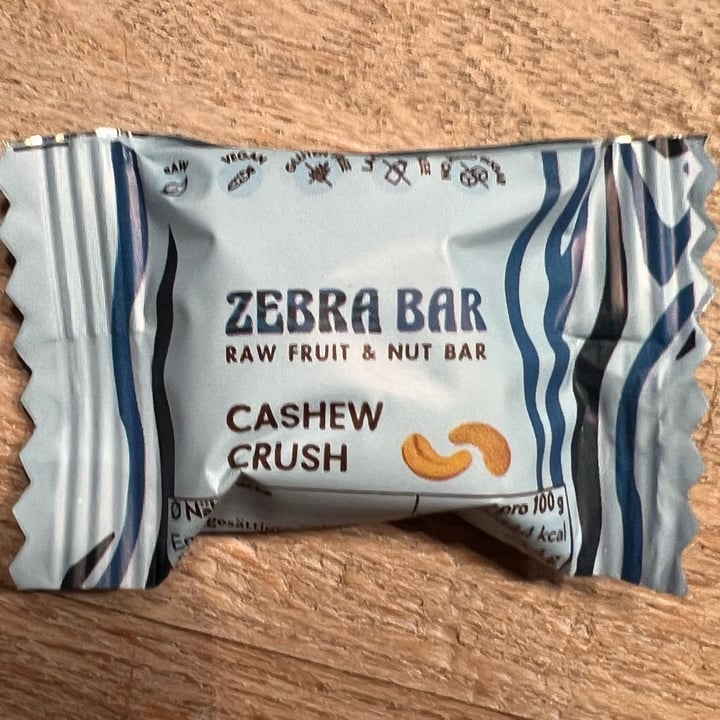 RAW
VEGAN
ZEBRA BAR
RAW FRUIT & NUT BAR
CASHEW
CRUSH
pro 100 g
kcal